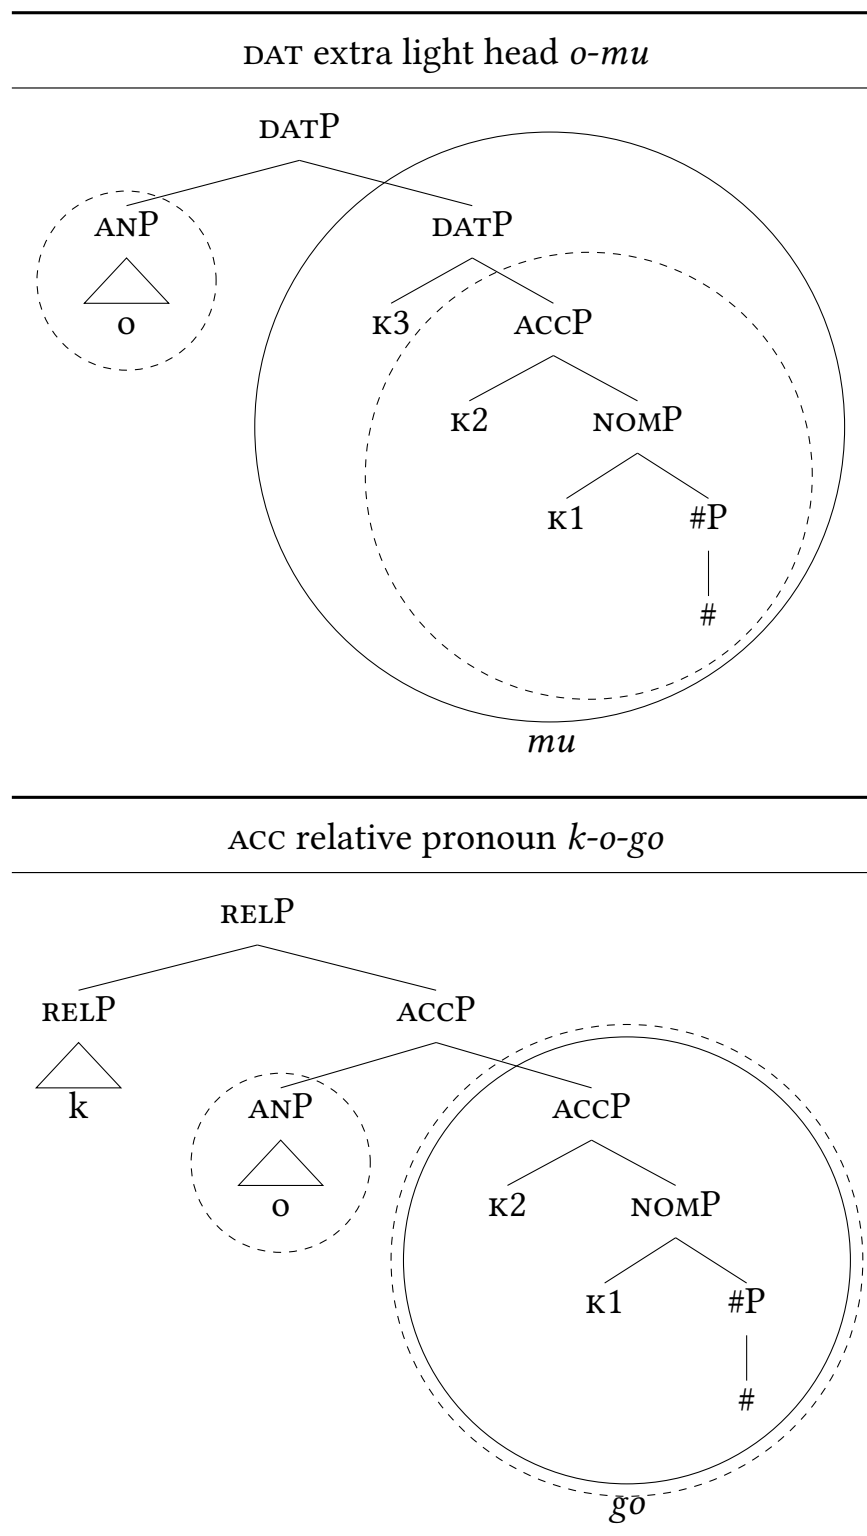 DAT extra light head o-mu
DATP
ANP DATP
o K3 ACCP
K2 NOMP
K1 #P
#
mu
ACC relative pronoun k-o-go
RELP
RELP ACCP
k ANP ACCP
o K2 NOMP
K1 #P
#
go